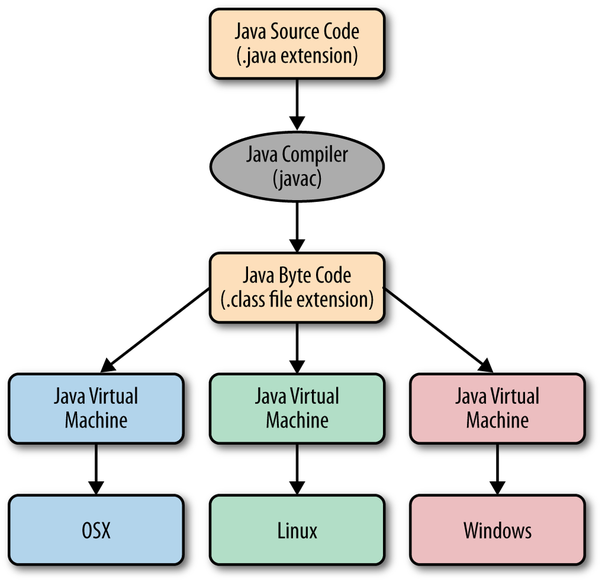 Java Source Code
(.java extension)
Java Compiler
(javac)
Java Byte Code
(.class file extension)
Java Virtual
Machine
Java Virtual
Machine
Java Virtual
Machine
OSX
Linux
Windows